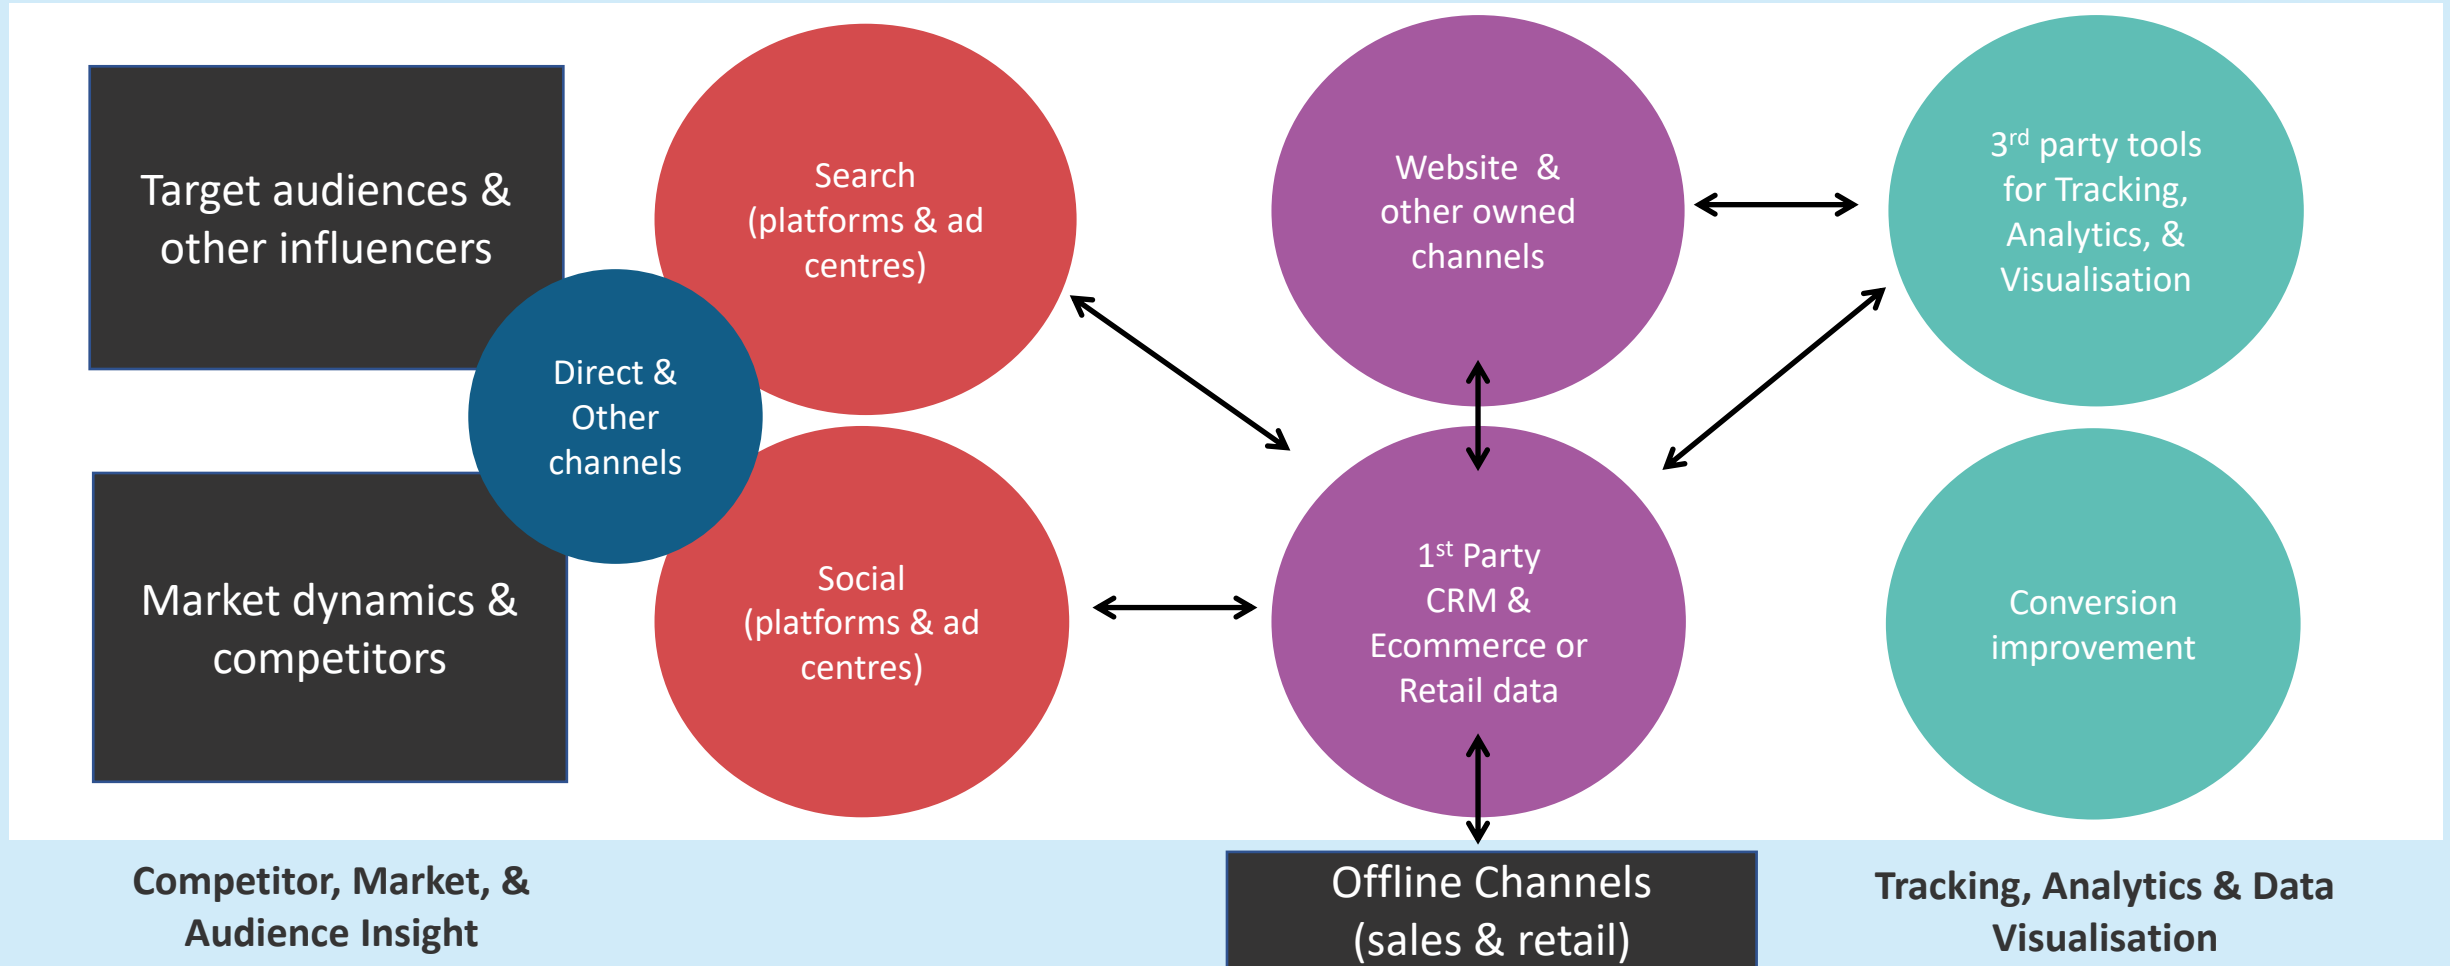 Target audiences &
other influencers
Market dynamics &
competitors
Direct &
Other
channels
Search
(platforms & ad
centres)
Social
(platforms & ad
centres)
Website &
other owned
channels
1st Party
CRM &
Ecommerce or
Retail data
3rd party tools
for Tracking,
Analytics, &
Visualisation
Conversion
improvement
Competitor, Market, &
Audience Insight
Offline Channels
(sales & retail)
Tracking, Analytics & Data
Visualisation